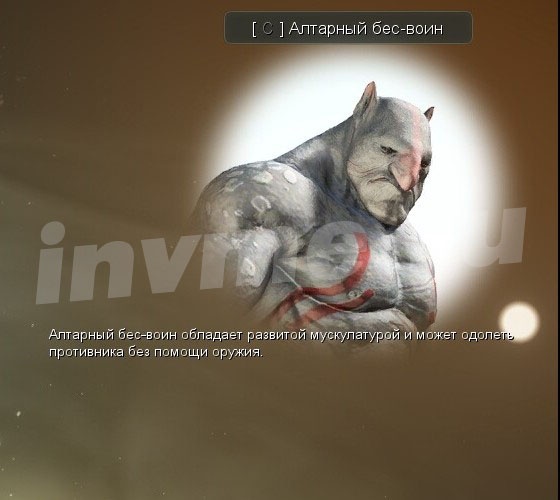 [ C ] Алтарный бес-воин
Алтарный бес-воин обладает развитой мускулатурой и может одолеть
противника без помощи оружия.